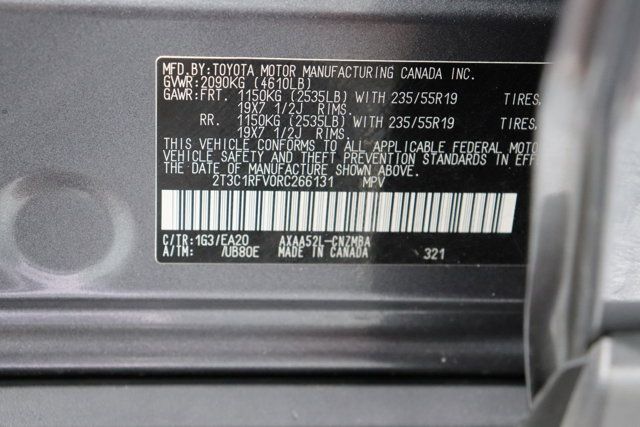 MFD.BY:TOYOTA MOTOR MANUFACTURING CANADA INC.
GVWR:2090KG (4610LB)
GAWR:FRT. 1150KG (2535LB) WITH 235/55R19 TIRES,
19X7 1/2J RIMS.
RR. 1150KG (2535LB) WITH 235/55R19 TIRES,
19X7 1/2J RIMS.
THIS VEHICLE CONFORMS TO ALL APPLICABLE FEDERAL MOTO
VEHICLE SAFETY AND THEFT PREVENTION STANDARDS IN EFF
THE DATE OF MANUFACTURE SHOWN ABOVE.
2T3C1RFV0RC266131 MPV
C/TR:1G3/EA20 AXAA52L-CNZMBA
A/TM: /UB80E MADE IN CANADA 321